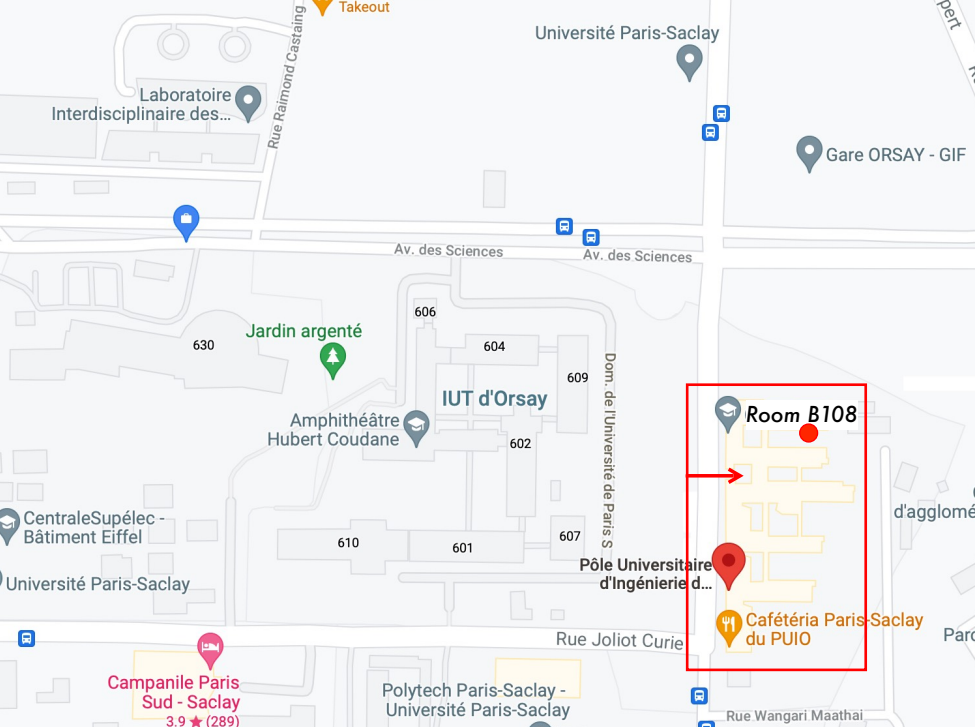 Takeout
Université Paris-Saclay
Rue Raimond Castaing
Laboratoire
Interdisciplinaire des...
Gare ORSAY - GIF
Av. des Sciences
Av. des Sciences
606
Jardin argenté
630
604
609
IUT d'Orsay
Dom. de l'Université de Paris S
Room B108
Amphithéâtre
Hubert Coudane
602
CentraleSupélec -
Bâtiment Eiffel
d'agglomé
610
601
607
Pôle Universitaire
d'Ingénierie d...
Université Paris-Saclay
Cafétéria Paris-Saclay
du PUIO
Rue Joliot Curie
Parc
Campanile Paris
Sud - Saclay
3.9 ★ (289)
Polytech Paris-Saclay -
Université Paris-Saclay
Rue Wangari Maathai